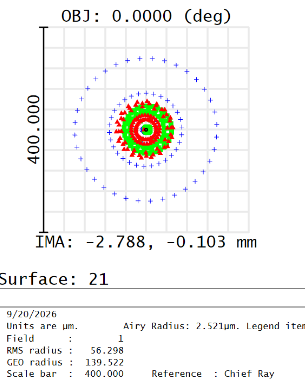 OBJ: 0.0000 (deg)
400.000
IMA: -2.788, -0.103 mm
Surface: 21
9/20/2026
Units are µm. Airy Radius: 2.521µm. Legend item
Field : 1
RMS radius : 56.298
GEO radius : 139.522
Scale bar : 400.000 Reference : Chief Ray